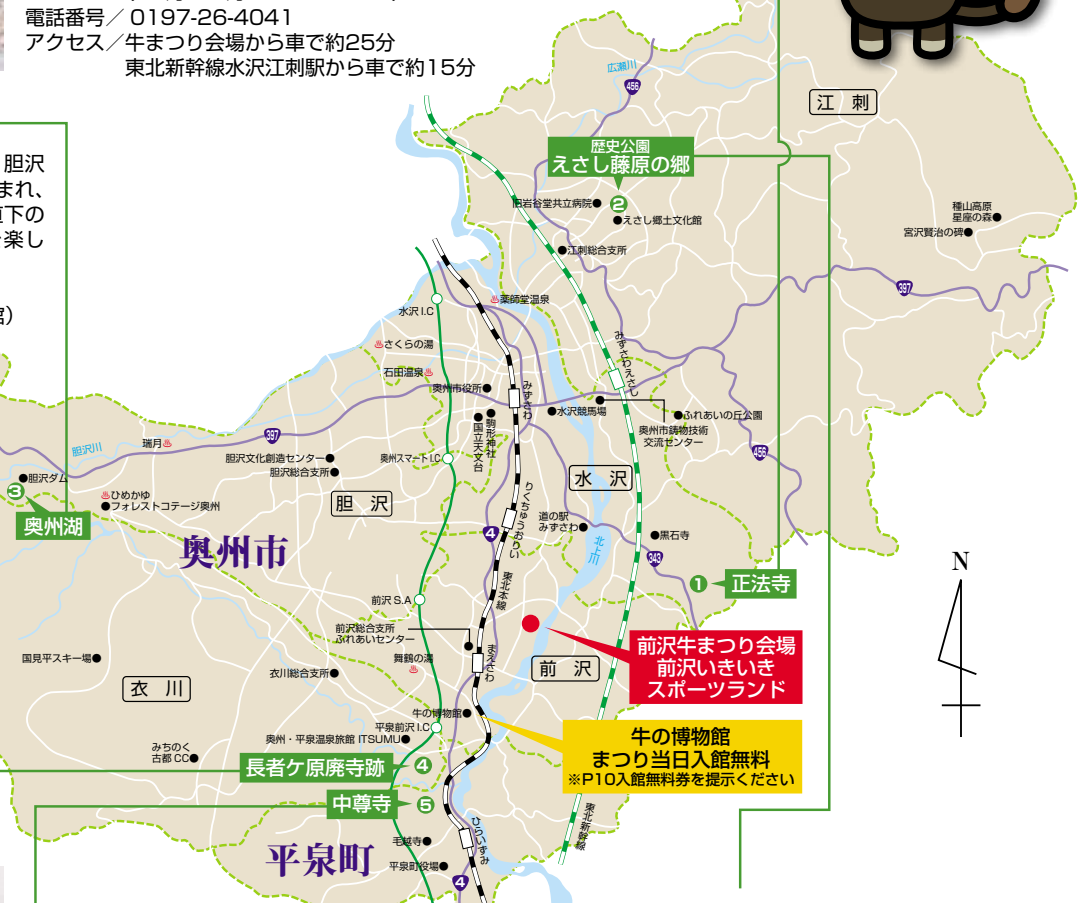 電話番号／ 0197-26-4041
アクセス／牛まつり会場から車で約25分
東北新幹線水沢江刺駅から車で約15分
胆沢
まれ、
直下の
楽し
館）
広瀬川
456
江 刺
歴史公園
えさし藤原の郷
旧岩谷堂共立病院
2
えさし郷土文化館
種山高原
星座の森
宮沢賢治の碑
江刺総合支所
397
薬師堂温泉
水沢 I.C
さくらの湯
みずさわえさし
石田温泉
奥州市役所
みずさわ
水沢競馬場
ふれあいの丘公園
奥州市鋳物技術
交流センター
駒形神社
国立天文台
397
瑞月
胆沢川
胆沢文化創造センター
奥州スマートI.C
456
胆沢総合支所
水 沢
胆沢ダム
3
ひめかゆ
フォレストコテージ奥州
胆 沢
りくちゅうおりい
道の駅
みずさわ
奥州湖
4
北上川
黒石寺
奥州市
343
N
東北本線
1
正法寺
前沢 S.A
前沢総合支所
ふれあいセンター
前沢牛まつり会場
前沢いきいき
スポーツランド
国見平スキー場
舞鶴の湯
まえさわ
前 沢
衣川総合支所
衣 川
牛の博物館
平泉前沢 I.C
牛の博物館
まつり当日入館無料
※P10入館無料券を提示ください
奥州・平泉温泉旅館 ITSUMU
みちのく
古都 CC
長者ケ原廃寺跡
4
中尊寺
5
東北新幹線
ひらいずみ
毛越寺
平泉町
平泉町役場
4